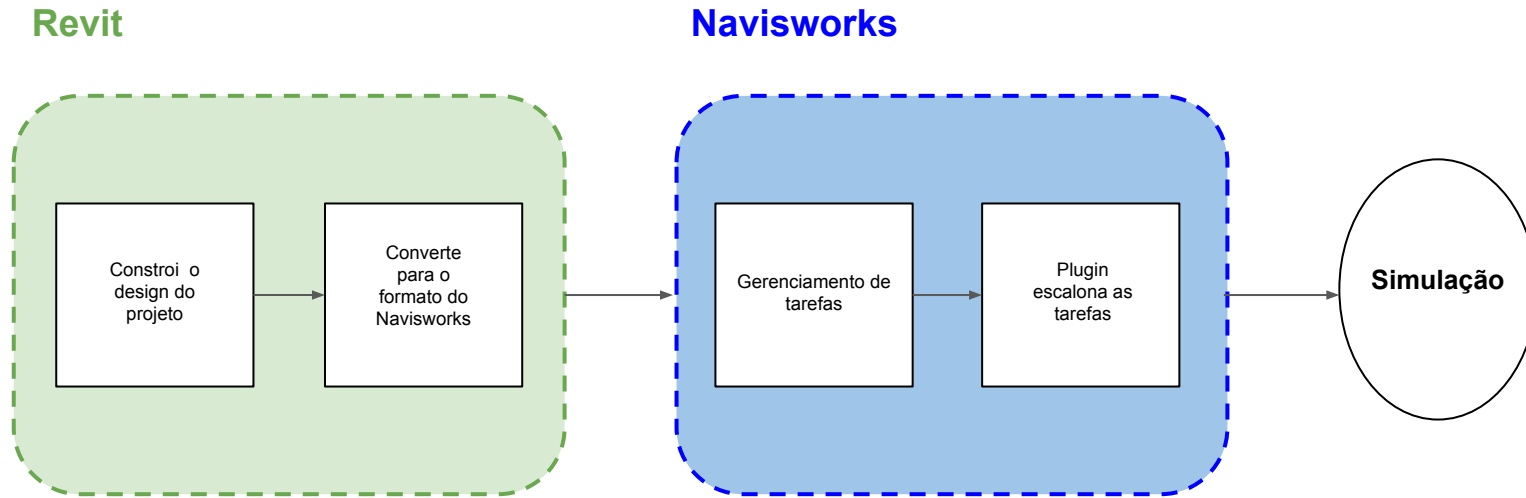 Revit
Navisworks
Constroi o
design do
projeto
Converte
para o
formato do
Navisworks
Gerenciamento de
tarefas
Plugin
escalona as
tarefas
Simulação